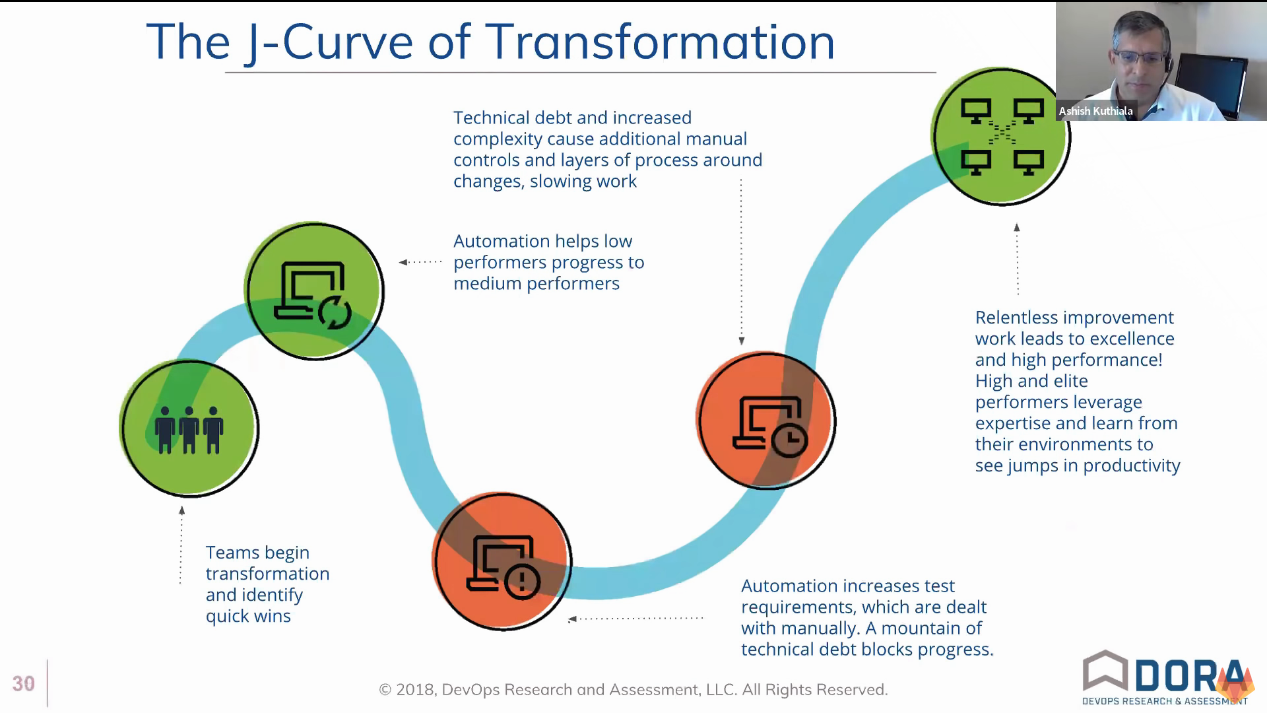 The J-Curve of Transformation
Ashish Kuthiala
Technical debt and increased
complexity cause additional manual
controls and layers of process around
changes, slowing work
Automation helps low
performers progress to
medium performers
Relentless improvement
work leads to excellence
and high performance!
High and elite
performers leverage
expertise and learn from
their environments to
see jumps in productivity
Teams begin
transformation
and identify
quick wins
Automation increases test
requirements, which are dealt
with manually. A mountain of
technical debt blocks progress.
30
© 2018, DevOps Research and Assessment, LLC. All Rights Reserved.
DORA
DEVOPS RESEARCH & ASSESSMENT